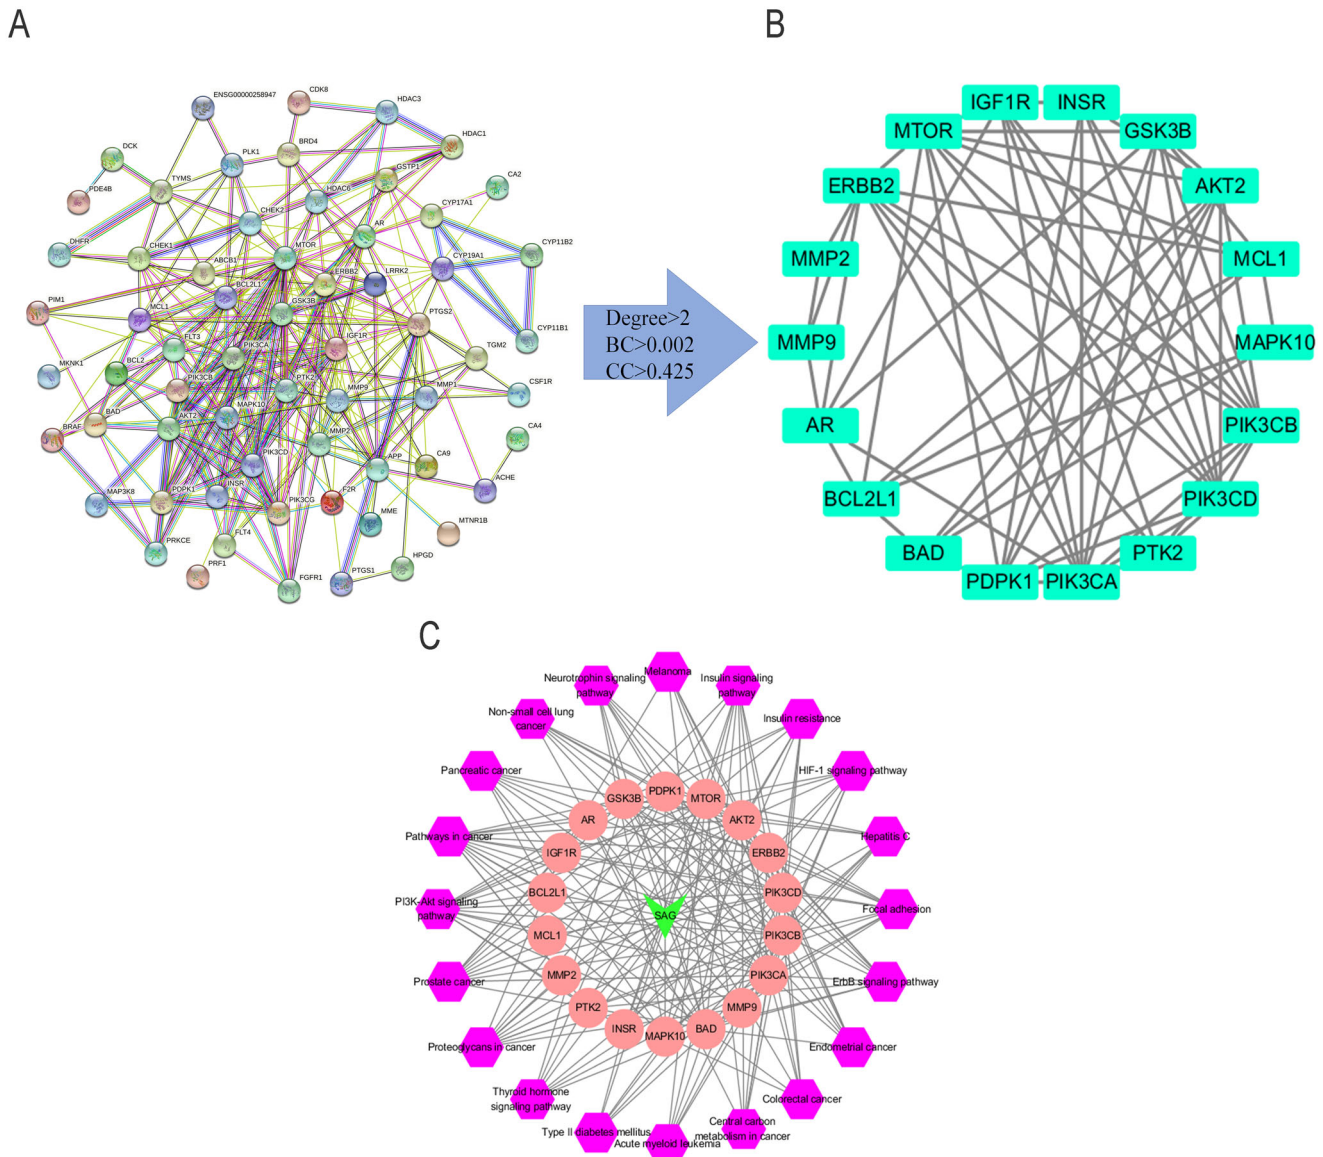 A
B
ENSG00000258947
CDK8
HDAC3
HDAC1
DCK
PLK1
BRD4
GSTP1
TYMS
PDE4B
HDAC6
CA2
CYP17A1
CHEK2
AR
DHFR
CHEK1
MTOR
CYP11B2
ABCB1
ERBB2
LRRK2
CYP19A1
BCL2L1
PIM1
MCL1
GSK3B
PTGS2
CYP11B1
FLT3
IGF1R
PIK3CA
TGM2
MKNK1
BCL2
PIK3CB
PTK2
MMP9
MMP1
CSF1R
BAD
AKT2
MAPK10
BRAF
MMP2
CA4
PIK3CD
APP
CA9
ACHE
MAP3K8
PDPK1
INSR
PIK3CG
F2R
MME
MTNR1B
PRKCE
FLT4
PRF1
FGFR1
PTGS1
HPGD
Degree>2
BC>0.002
CC>0.425
IGF1R
INSR
MTOR
GSK3B
ERBB2
AKT2
MMP2
MCL1
MMP9
MAPK10
AR
PIK3CB
BCL2L1
PIK3CD
BAD
PTK2
PDPK1
PIK3CA
C
Melanoma
Neurotrophin signaling
pathway
Insulin signaling
pathway
Non-small cell lung
cancer
Insulin resistance
Pancreatic cancer
HIF-1 signaling pathway
Pathways in cancer
Hepatitis C
PI3K-Akt signaling
pathway
Focal adhesion
Prostate cancer
ErbB signaling pathway
Proteoglycans in cancer
Endometrial cancer
Thyroid hormone
signaling pathway
Colorectal cancer
Type II diabetes mellitus
Acute myeloid leukemia
Central carbon
metabolism in cancer
GSK3B
PDPK1
MTOR
AR
AKT2
IGF1R
ERBB2
BCL2L1
PIK3CD
SAG
MCL1
PIK3CB
MMP2
PIK3CA
PTK2
MMP9
INSR
MAPK10
BAD